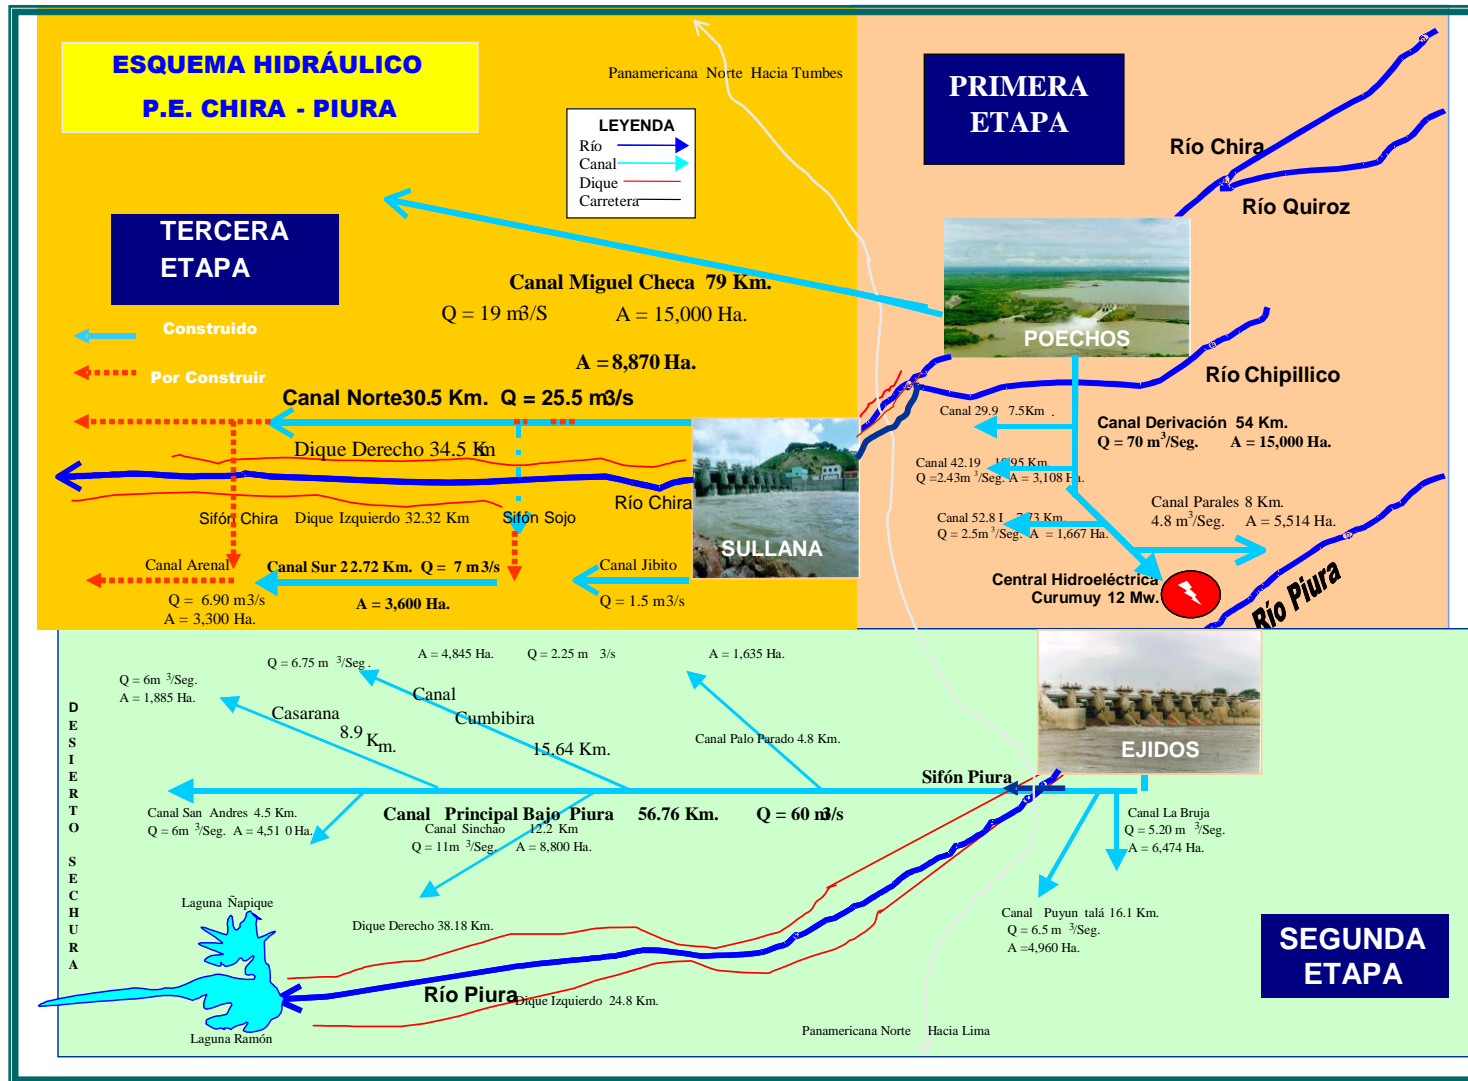 ESQUEMA HIDRÁULICO
P.E. CHIRA - PIURA
Panamericana Norte Hacia Tumbes
LEYENDA
Río
Canal
Dique
Carretera
PRIMERA
ETAPA
Río Chira
Río Quiroz
TERCERA
ETAPA
Construido
Por Construir
Canal Miguel Checa 79 Km.
Q = 19 m3/S A = 15,000 Ha.
A = 8,870 Ha.
Canal Norte30.5 Km. Q = 25.5 m3/s
Dique Derecho 34.5 Km
Río Chira
Sifón Chira
Dique Izquierdo 32.32 Km
Sifón Sojo
Canal Arenal
Q = 6.90 m3/s
A = 3,300 Ha.
Canal Sur 22.72 Km. Q = 7 m3/s
A = 3,600 Ha.
Canal Jibito
Q = 1.5 m3/s
SULLANA
POECHOS
Río Chipillico
Canal 29.9 7.5Km .
Canal Derivación 54 Km.
Q = 70 m3/Seg. A = 15,000 Ha.
Canal 42.19 Km.
Q =2.43m3/Seg. A = 3,108 Ha.
Canal Parales 8 Km.
4.8 m3/Seg. A = 5,514 Ha.
Canal 52.8 Km.
Q = 2.5m3/Seg. A = 1,667 Ha.
Central Hidroeléctrica
Curumuy 12 Mw.
Río Piura
Q = 6m 3/Seg.
A = 1,885 Ha.
Q = 6.75 m 3/Seg .
A = 4,845 Ha.
Q = 2.25 m 3/s
A = 1,635 Ha.
Casarana
8.9 Km.
Canal
Cumbibira
15.64 Km.
Canal Palo Parado 4.8 Km.
EJIDOS
Sifón Piura
DESIERTO SECHURA
Canal San Andres 4.5 Km.
Q = 6m 3/Seg. A = 4,51 0 Ha.
Canal Principal Bajo Piura 56.76 Km. Q = 60 m3/s
Canal Sinchao 12.2 Km
Q = 11m 3/Seg. A = 8,800 Ha.
Canal La Bruja
Q = 5.20 m 3/Seg.
A = 6,474 Ha.
Canal Puyun talá 16.1 Km.
Q = 6.5 m 3/Seg.
A =4,960 Ha.
Laguna Ñapique
Dique Derecho 38.18 Km.
Río Piura
Dique Izquierdo 24.8 Km.
Laguna Ramón
Panamericana Norte Hacia Lima
SEGUNDA
ETAPA